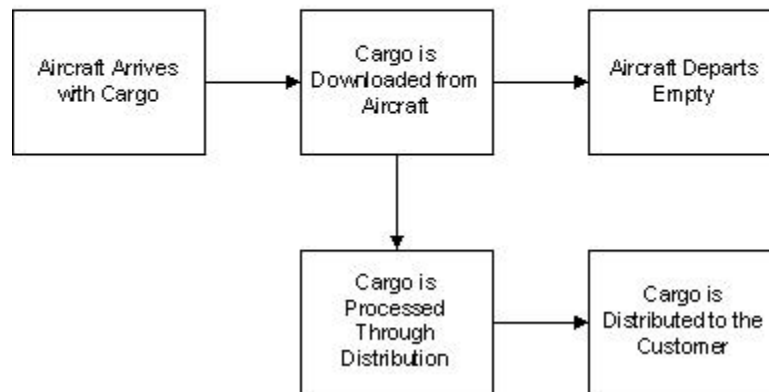 Aircraft Arrives
with Cargo
Cargo is
Downloaded from
Aircraft
Aircraft Departs
Empty
Cargo is
Processed
Through
Distribution
Cargo is
Distributed to the
Customer